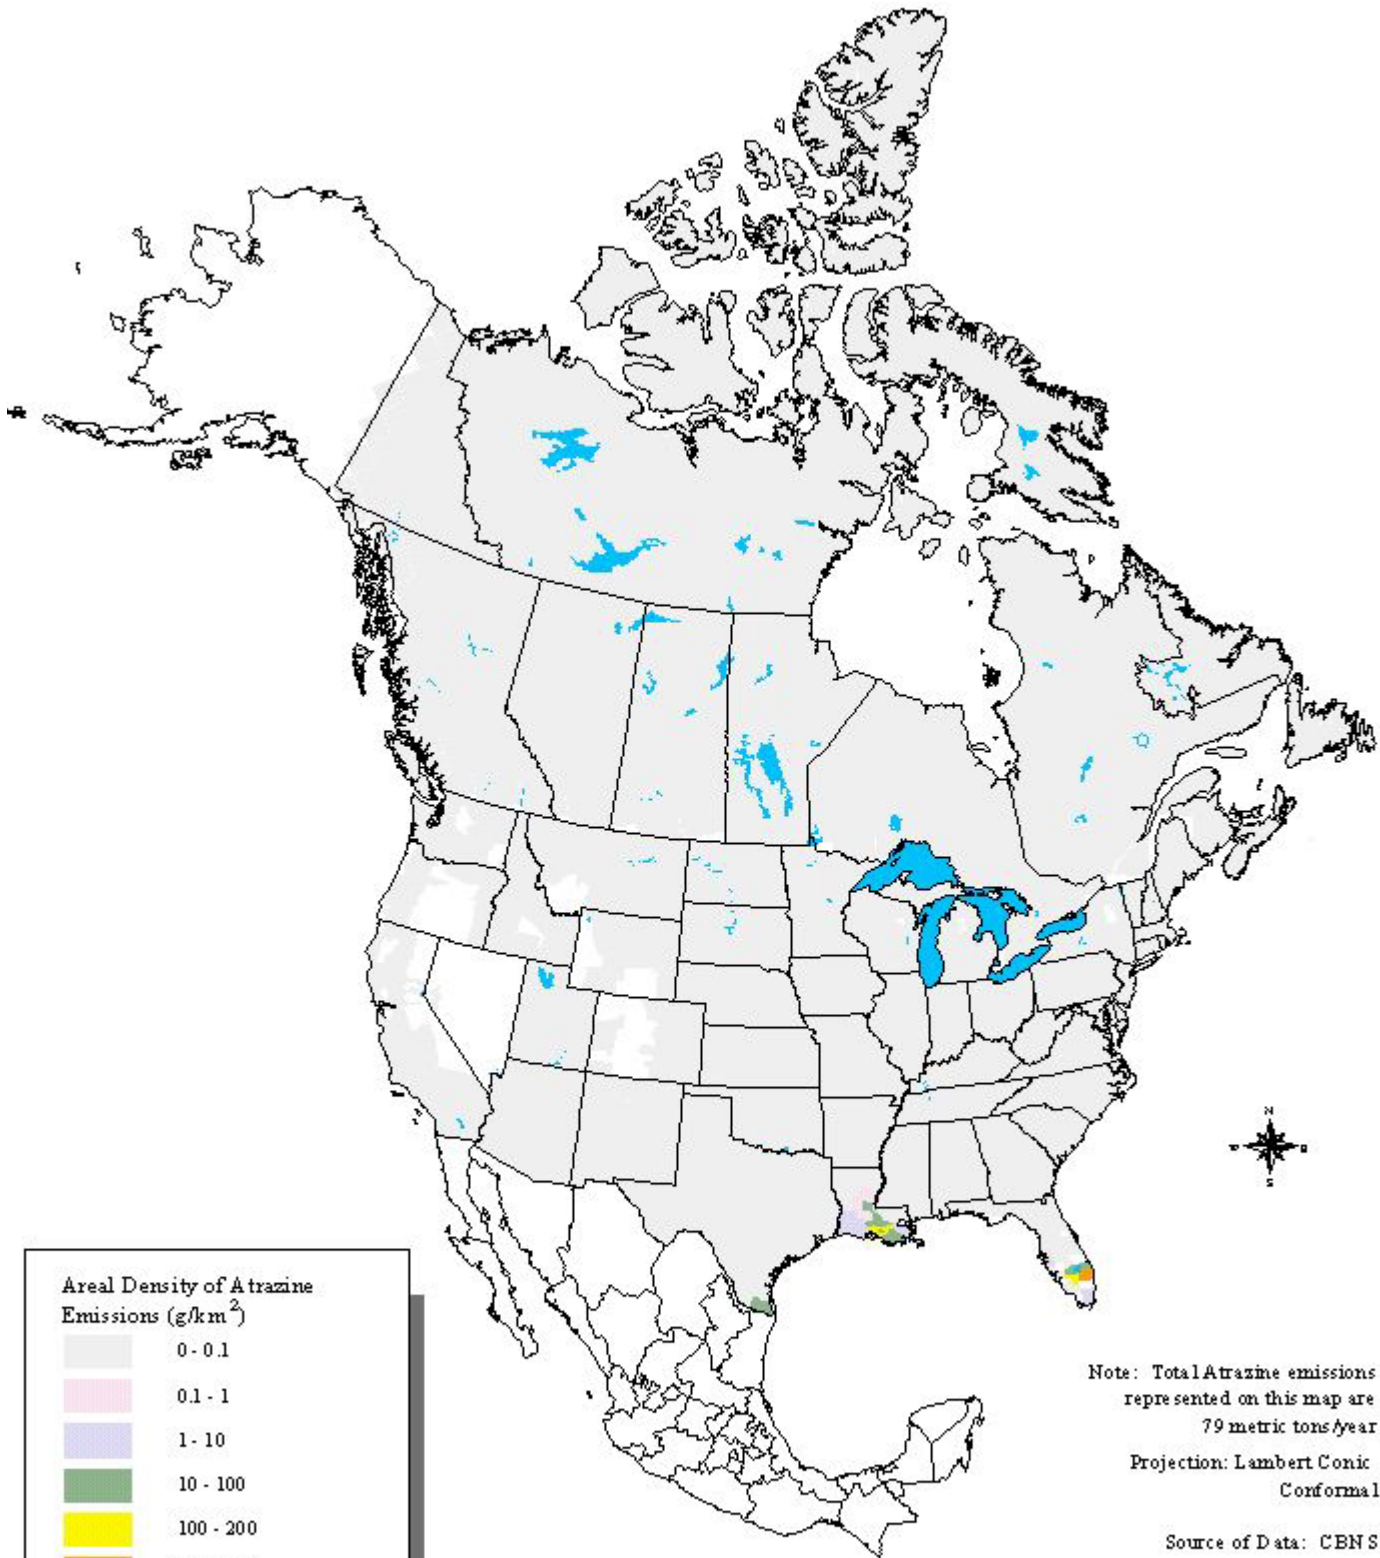 Areal Density of Atrazine
Emissions (g/km²)
0 - 0.1
0.1 - 1
1 - 10
10 - 100
100 - 200
Note: Total Atrazine emissions
represented on this map are
79 metric tons/year
Projection: Lambert Conic
Conformal
Source of Data: CBNS
N
S